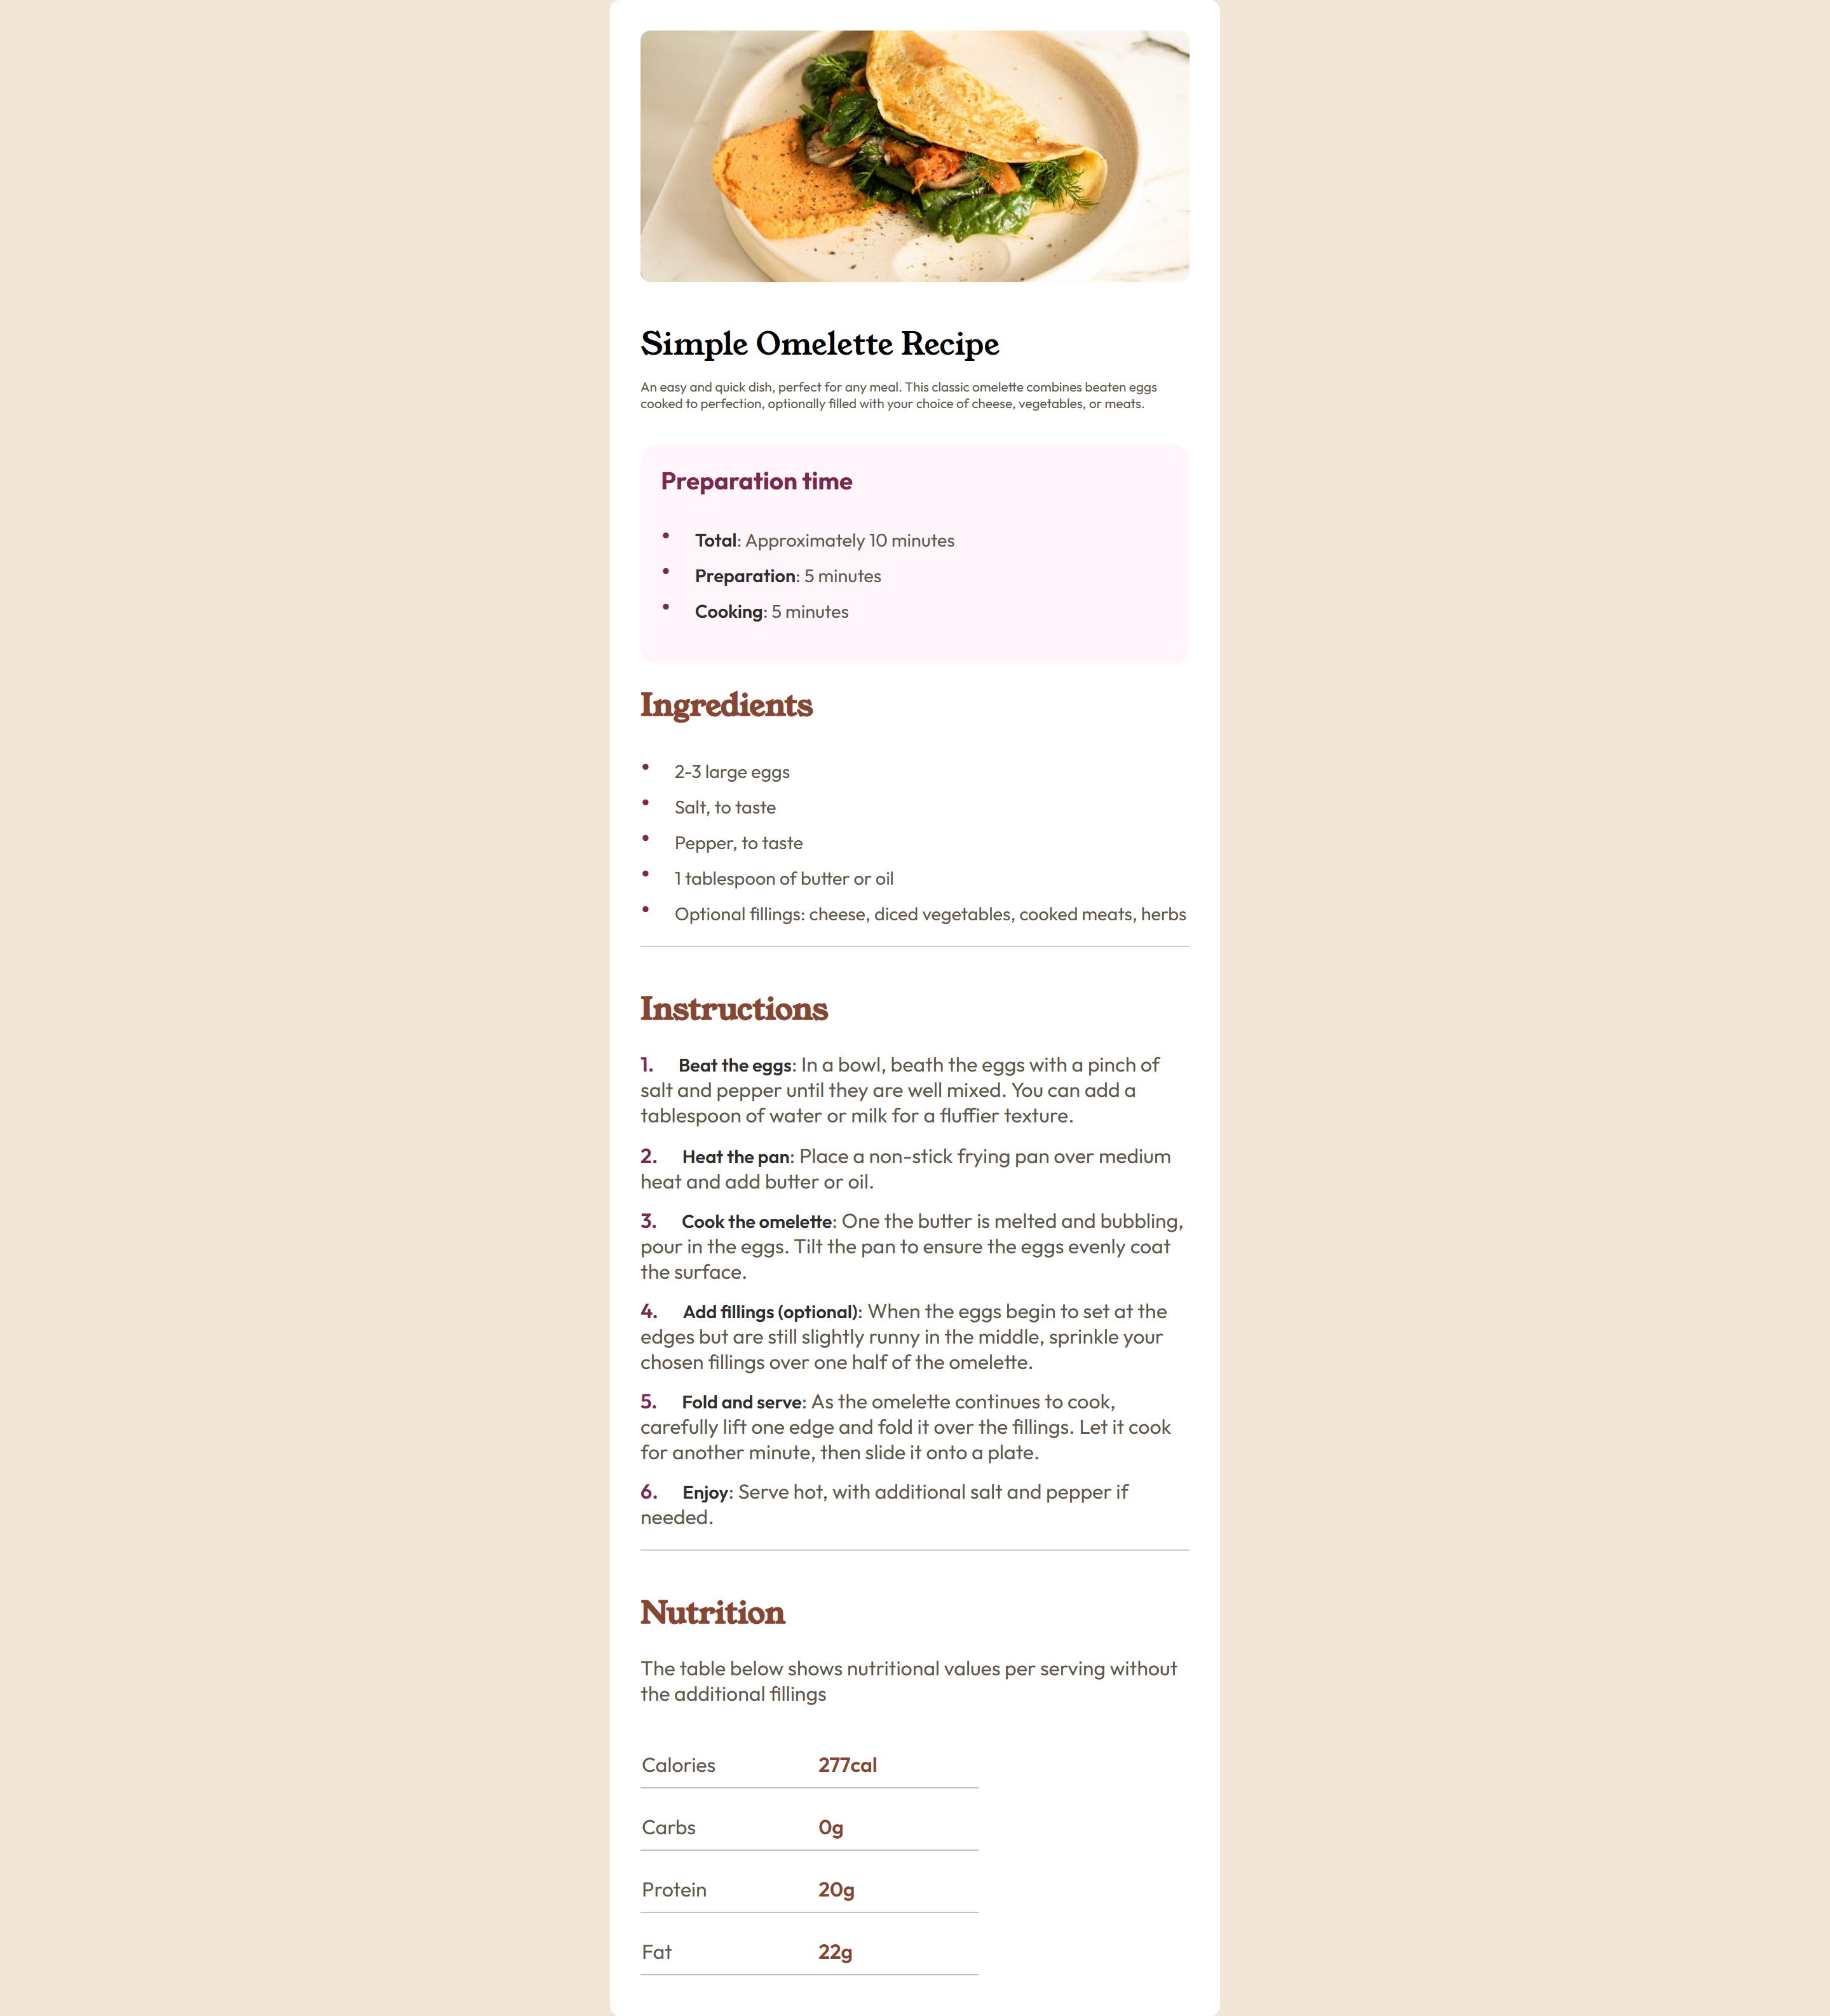 Simple Omelette Recipe
An easy and quick dish, perfect for any meal. This classic omelette combines beaten eggs
cooked to perfection, optionally filled with your choice of cheese, vegetables, or meats.
Preparation time
• Total: Approximately 10 minutes
• Preparation: 5 minutes
• Cooking: 5 minutes
Ingredients
• 2-3 large eggs
• Salt, to taste
• Pepper, to taste
• 1 tablespoon of butter or oil
• Optional fillings: cheese, diced vegetables, cooked meats, herbs
Instructions
1. Beat the eggs: In a bowl, beath the eggs with a pinch of
salt and pepper until they are well mixed. You can add a
tablespoon of water or milk for a fluffier texture.
2. Heat the pan: Place a non-stick frying pan over medium
heat and add butter or oil.
3. Cook the omelette: One the butter is melted and bubbling,
pour in the eggs. Tilt the pan to ensure the eggs evenly coat
the surface.
4. Add fillings (optional): When the eggs begin to set at the
edges but are still slightly runny in the middle, sprinkle your
chosen fillings over one half of the omelette.
5. Fold and serve: As the omelette continues to cook,
carefully lift one edge and fold it over the fillings. Let it cook
for another minute, then slide it onto a plate.
6. Enjoy: Serve hot, with additional salt and pepper if
needed.
Nutrition
The table below shows nutritional values per serving without
the additional fillings
Calories 277cal
Carbs 0g
Protein 20g
Fat 22g